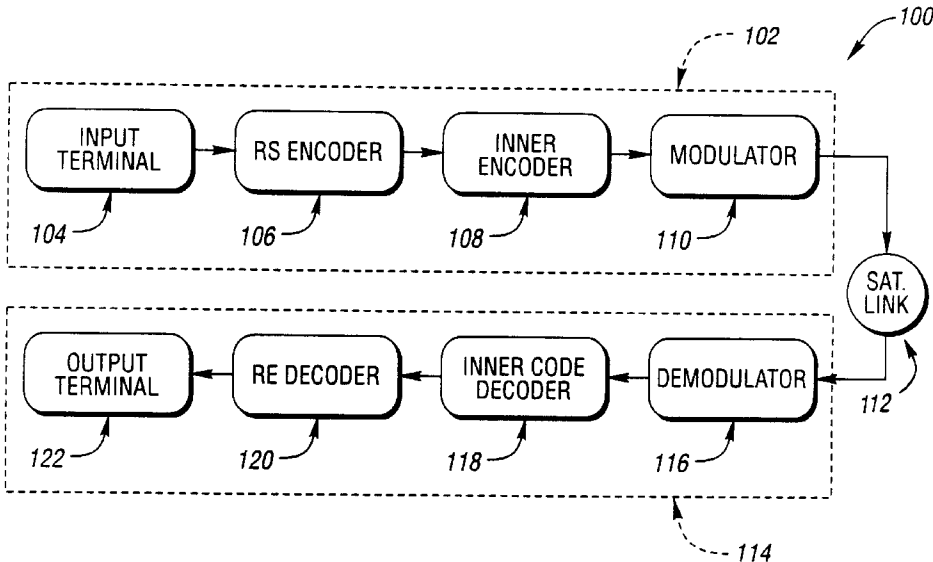 100
102
INPUT
TERMINAL
RS ENCODER
INNER
ENCODER
MODULATOR
104
106
108
110
SAT.
LINK
112
OUTPUT
TERMINAL
RE DECODER
INNER CODE
DECODER
DEMODULATOR
122
120
118
116
114